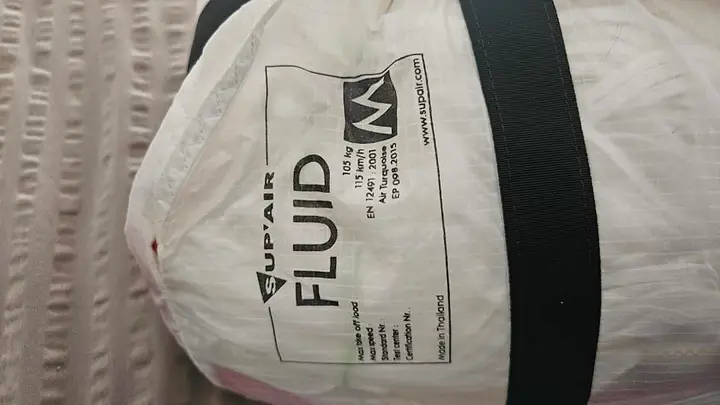 SUP'AIR
FLUID
M
Max take off load 105 kg
Max speed 115 km/h
Standard Nr : EN 12491 : 2001
Test center : Air Turquoise
Certification Nr. : EP 098.2015
Made in Thailand www.supair.com